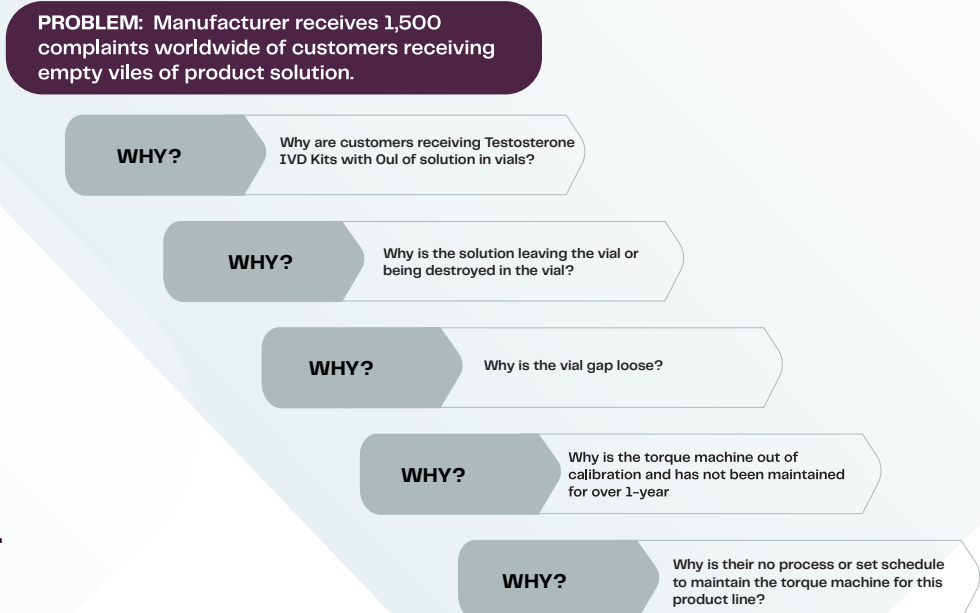 PROBLEM: Manufacturer receives 1,500
complaints worldwide of customers receiving
empty viles of product solution.
WHY?
Why are customers receiving Testosterone
IVD Kits with 0ul of solution in vials?
WHY?
Why is the solution leaving the vial or
being destroyed in the vial?
WHY?
Why is the vial gap loose?
WHY?
Why is the torque machine out of
calibration and has not been maintained
for over 1-year
WHY?
Why is their no process or set schedule
to maintain the torque machine for this
product line?